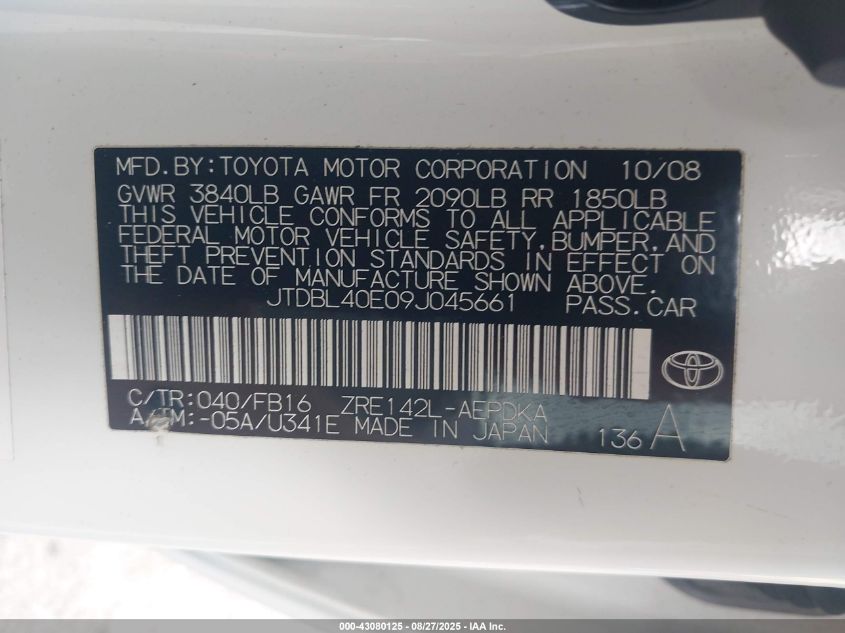 MFD.BY:TOYOTA MOTOR CORPORATION 10/08
GVWR 3840LB GAWR FR 2090LB RR 1850LB
THIS VEHICLE CONFORMS TO ALL APPLICABLE
FEDERAL MOTOR VEHICLE SAFETY,BUMPER,AND
THEFT PREVENTION STANDARDS IN EFFECT ON
THE DATE OF MANUFACTURE SHOWN ABOVE.
JTDBL40E09J045661 PASS.CAR
C/TR:040/FB16 ZRE142L-AEPDKA
A/TM:-05A/U341E MADE IN JAPAN 136 A
000-43080125 - 08/27/2025 - IAA Inc.